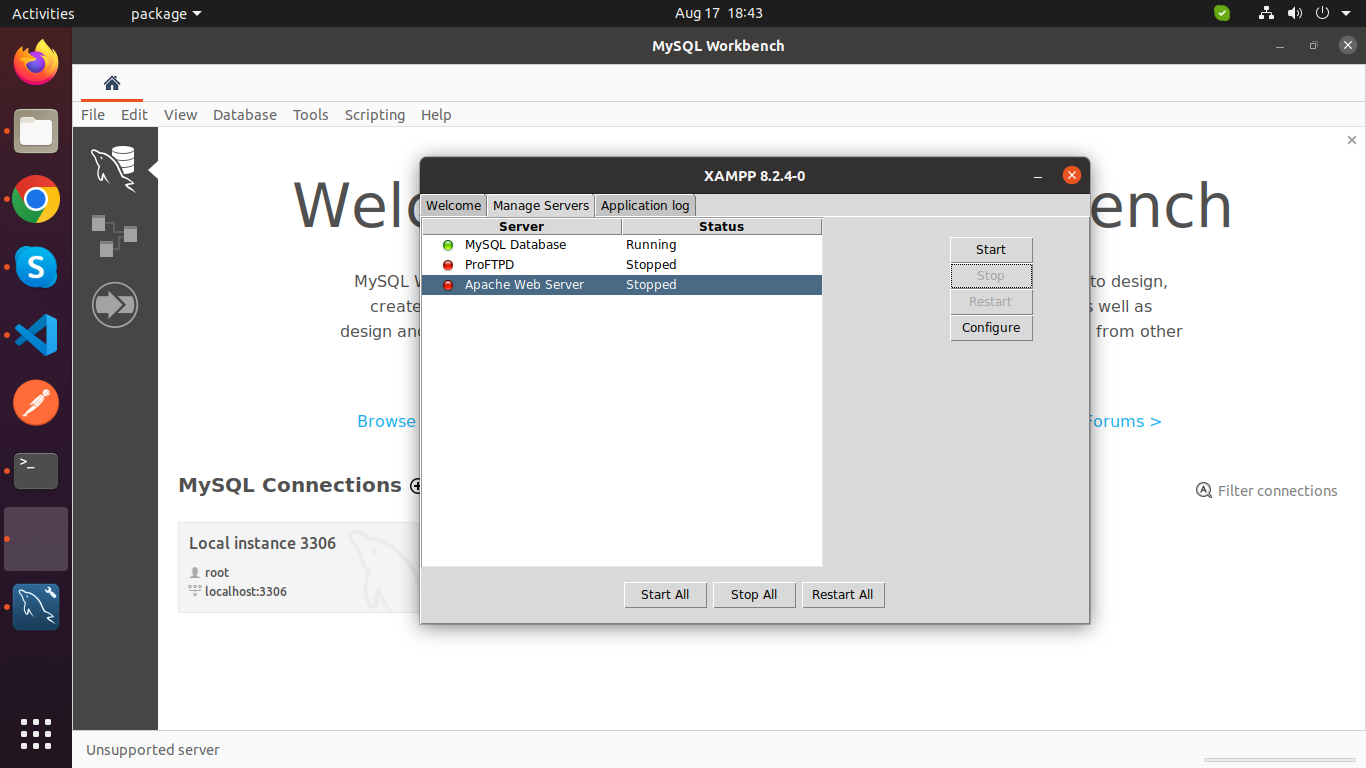 Activities package Aug 17 18:43
MySQL Workbench
File Edit View Database Tools Scripting Help
XAMPP 8.2.4-0
Welcome Manage Servers Application log
Server Status
MySQL Database Running
ProFTPD Stopped
Apache Web Server Stopped
Start
Stop
Restart
Configure
Start All Stop All Restart All
Wel ench
MySQL to design,
create as well as
design an from other
Browse Forums >
MySQL Connections
Filter connections
Local instance 3306
root
localhost:3306
Unsupported server